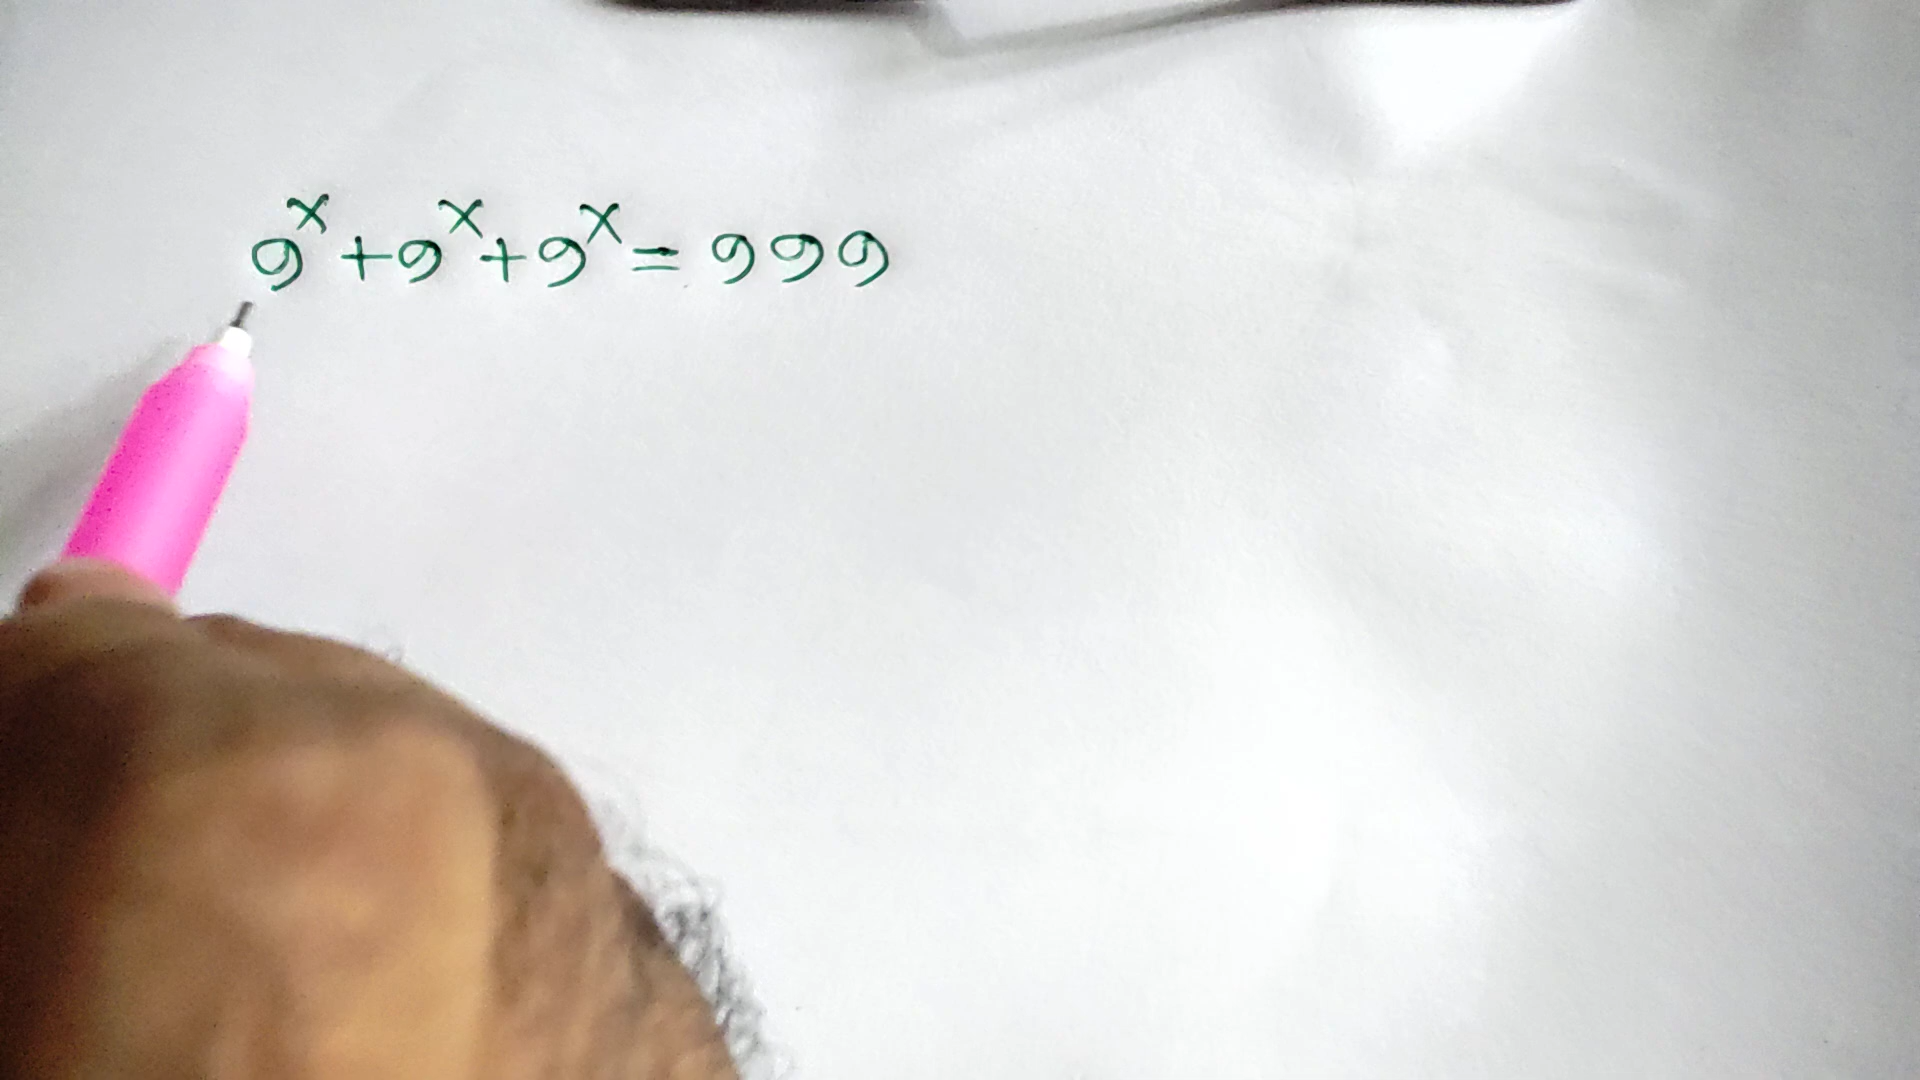 9^x + 9^x + 9^x = 999